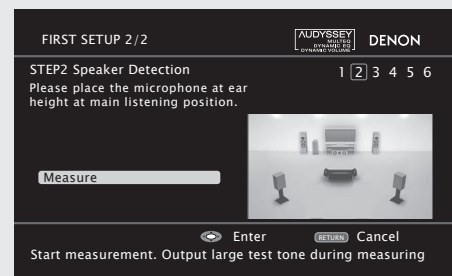 FIRST SETUP 2/2
AUDYSSEY
MULTEQ
DYNAMIC EQ
DYNAMIC VOLUME
DENON
STEP2 Speaker Detection
1 2 3 4 5 6
Please place the microphone at ear
height at main listening position.
Measure
Enter
RETURN Cancel
Start measurement. Output large test tone during measuring